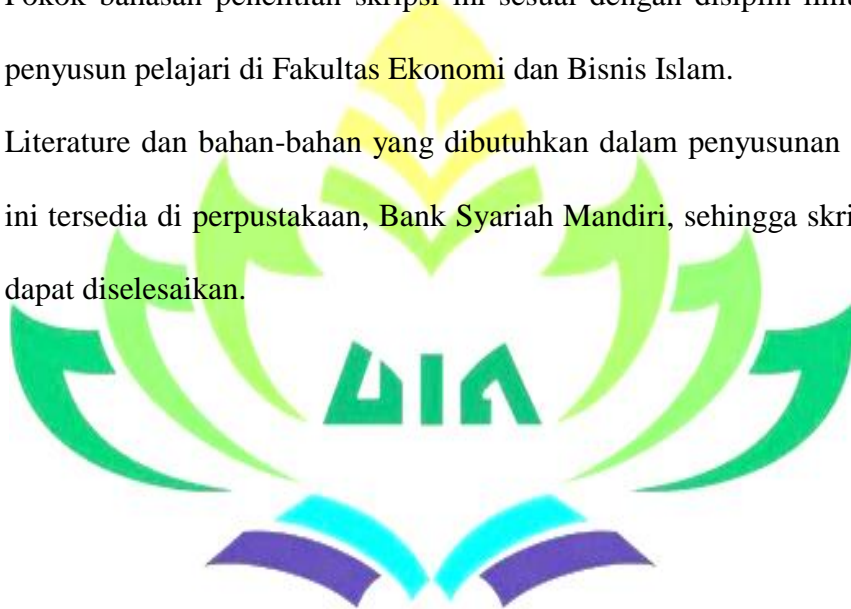 Pokok bahasan penelitian skripsi ini sesuai dengan disiplin
penyusun pelajari di Fakultas Ekonomi dan Bisnis Islam.
Literature dan bahan-bahan yang dibutuhkan dalam penyusunan
ini tersedia di perpustakaan, Bank Syariah Mandiri, sehingga
dapat diselesaikan.
UIN